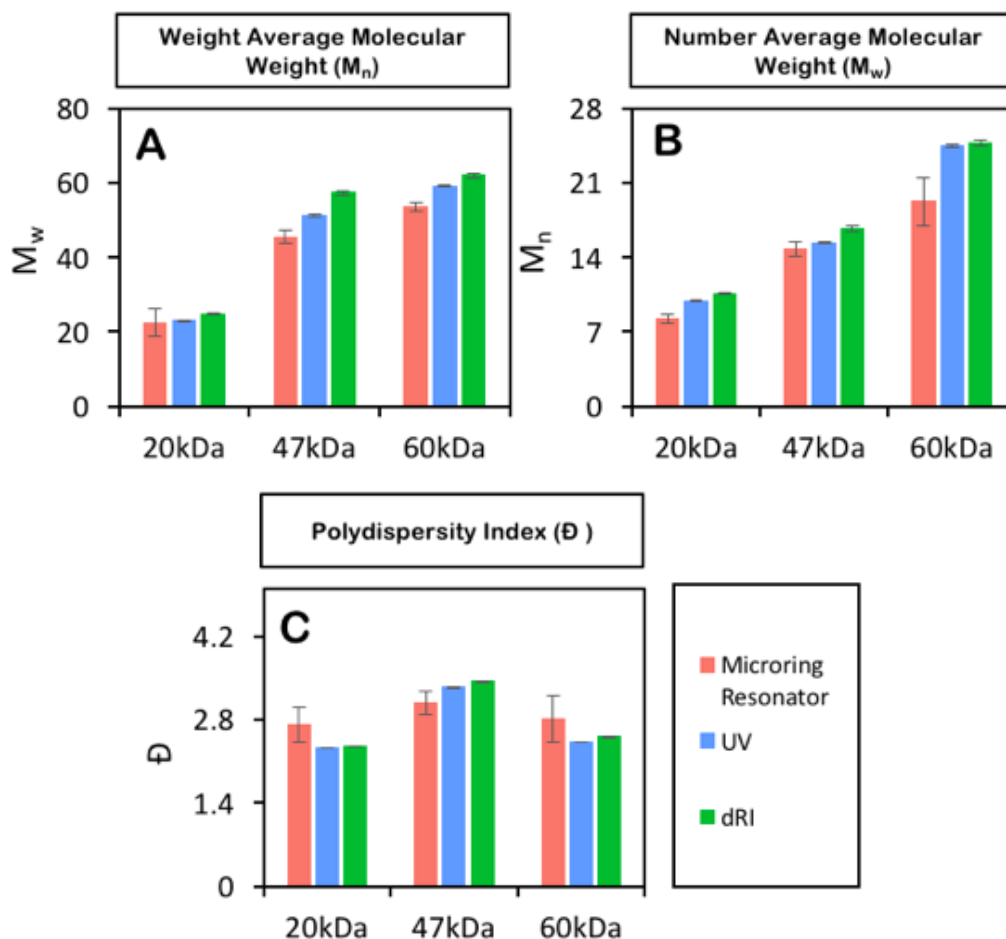 Weight Average Molecular
Weight (Mₙ)
Number Average Molecular
Weight (M_w)
80
60
40
20
0
M_w
A
20kDa 47kDa 60kDa
28
21
14
7
0
Mₙ
B
20kDa 47kDa 60kDa
Polydispersity Index (Đ )
4.2
2.8
1.4
0
Đ
C
20kDa 47kDa 60kDa
Microring
Resonator
UV
dRI